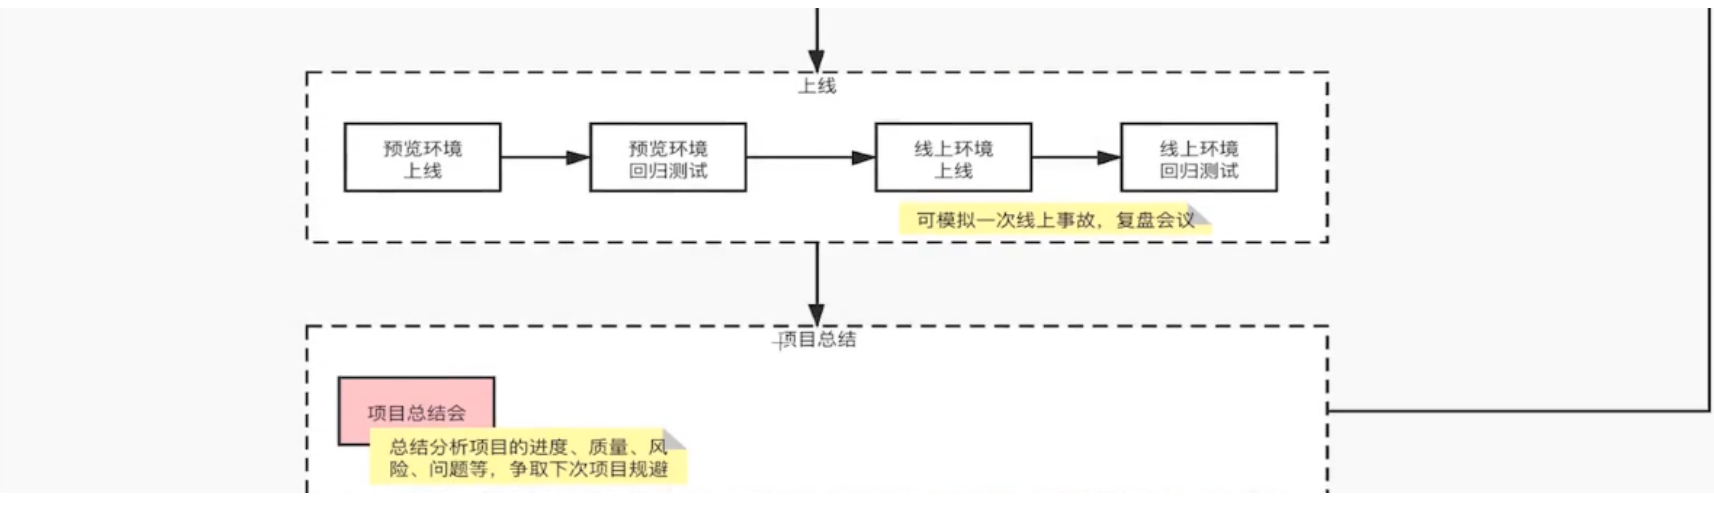 上线
预览环境
上线
预览环境
回归测试
线上环境
上线
线上环境
回归测试
可模拟一次线上事故，复盘会议
项目总结
项目总结会
总结分析项目的进度、质量、风
险、问题等，争取下次项目规避